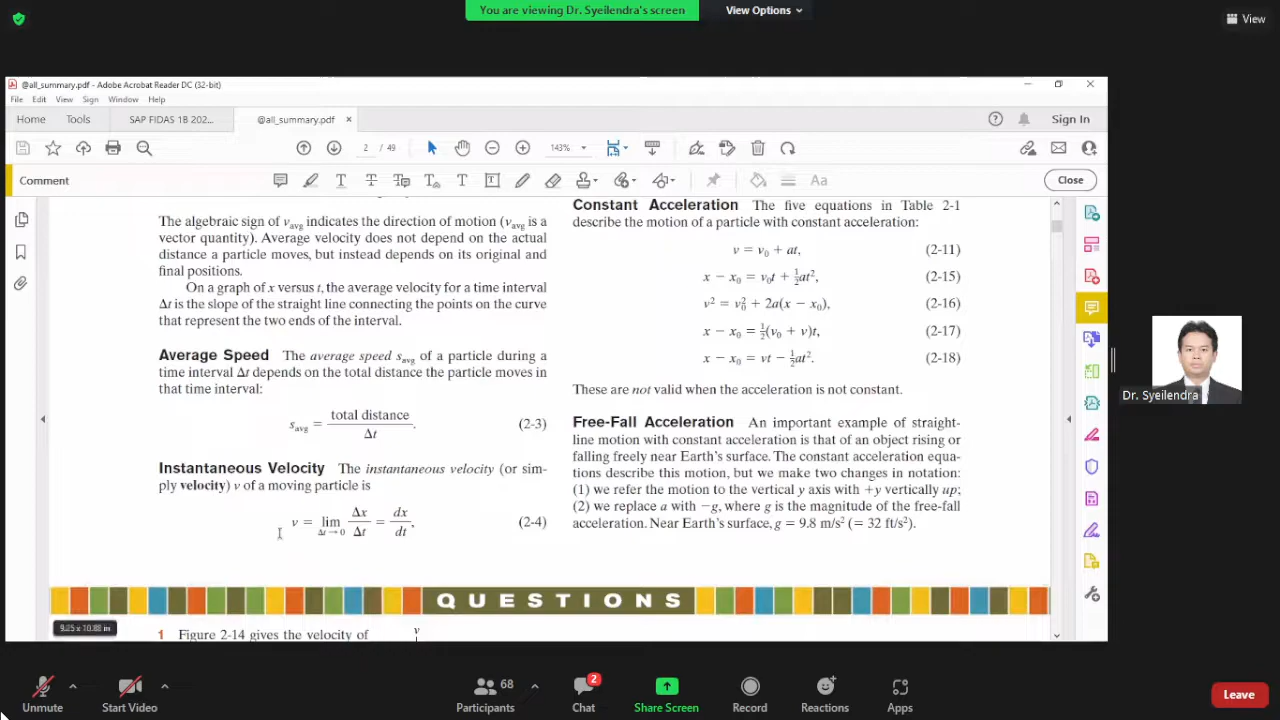 You are viewing Dr. Syeilendra's screen
View Options
View
@all_summary.pdf - Adobe Acrobat Reader DC (32-bit)
File Edit View Sign Window Help
Home Tools SAP FIDAS 1B 202... @all_summary.pdf × Sign In
2 / 49 143%
Comment Close
The algebraic sign of vavg indicates the direction of motion (vavg is a
vector quantity). Average velocity does not depend on the actual
distance a particle moves, but instead depends on its original and
final positions.
On a graph of x versus t, the average velocity for a time interval
Δt is the slope of the straight line connecting the points on the curve
that represent the two ends of the interval.
Average Speed The average speed savg of a particle during a
time interval Δt depends on the total distance the particle moves in
that time interval:
savg = total distance / Δt. (2-3)
Instantaneous Velocity The instantaneous velocity (or sim-
ply velocity) v of a moving particle is
v = lim Δt→0 Δx/Δt = dx/dt, (2-4)
Constant Acceleration The five equations in Table 2-1
describe the motion of a particle with constant acceleration:
v = v₀ + at, (2-11)
x − x₀ = v₀t + ½at², (2-15)
v² = v₀² + 2a(x − x₀), (2-16)
x − x₀ = ½(v₀ + v)t, (2-17)
x − x₀ = vt − ½at². (2-18)
These are not valid when the acceleration is not constant.
Free-Fall Acceleration An important example of straight-
line motion with constant acceleration is that of an object rising or
falling freely near Earth's surface. The constant acceleration equa-
tions describe this motion, but we make two changes in notation:
(1) we refer the motion to the vertical y axis with +y vertically up;
(2) we replace a with −g, where g is the magnitude of the free-fall
acceleration. Near Earth's surface, g = 9.8 m/s² (= 32 ft/s²).
QUESTIONS
9.25 x 10.88 in
1 Figure 2-14 gives the velocity of v
Dr. Syeilendra
Unmute
Start Video
68
Participants
2
Chat
Share Screen
Record
Reactions
Apps
Leave